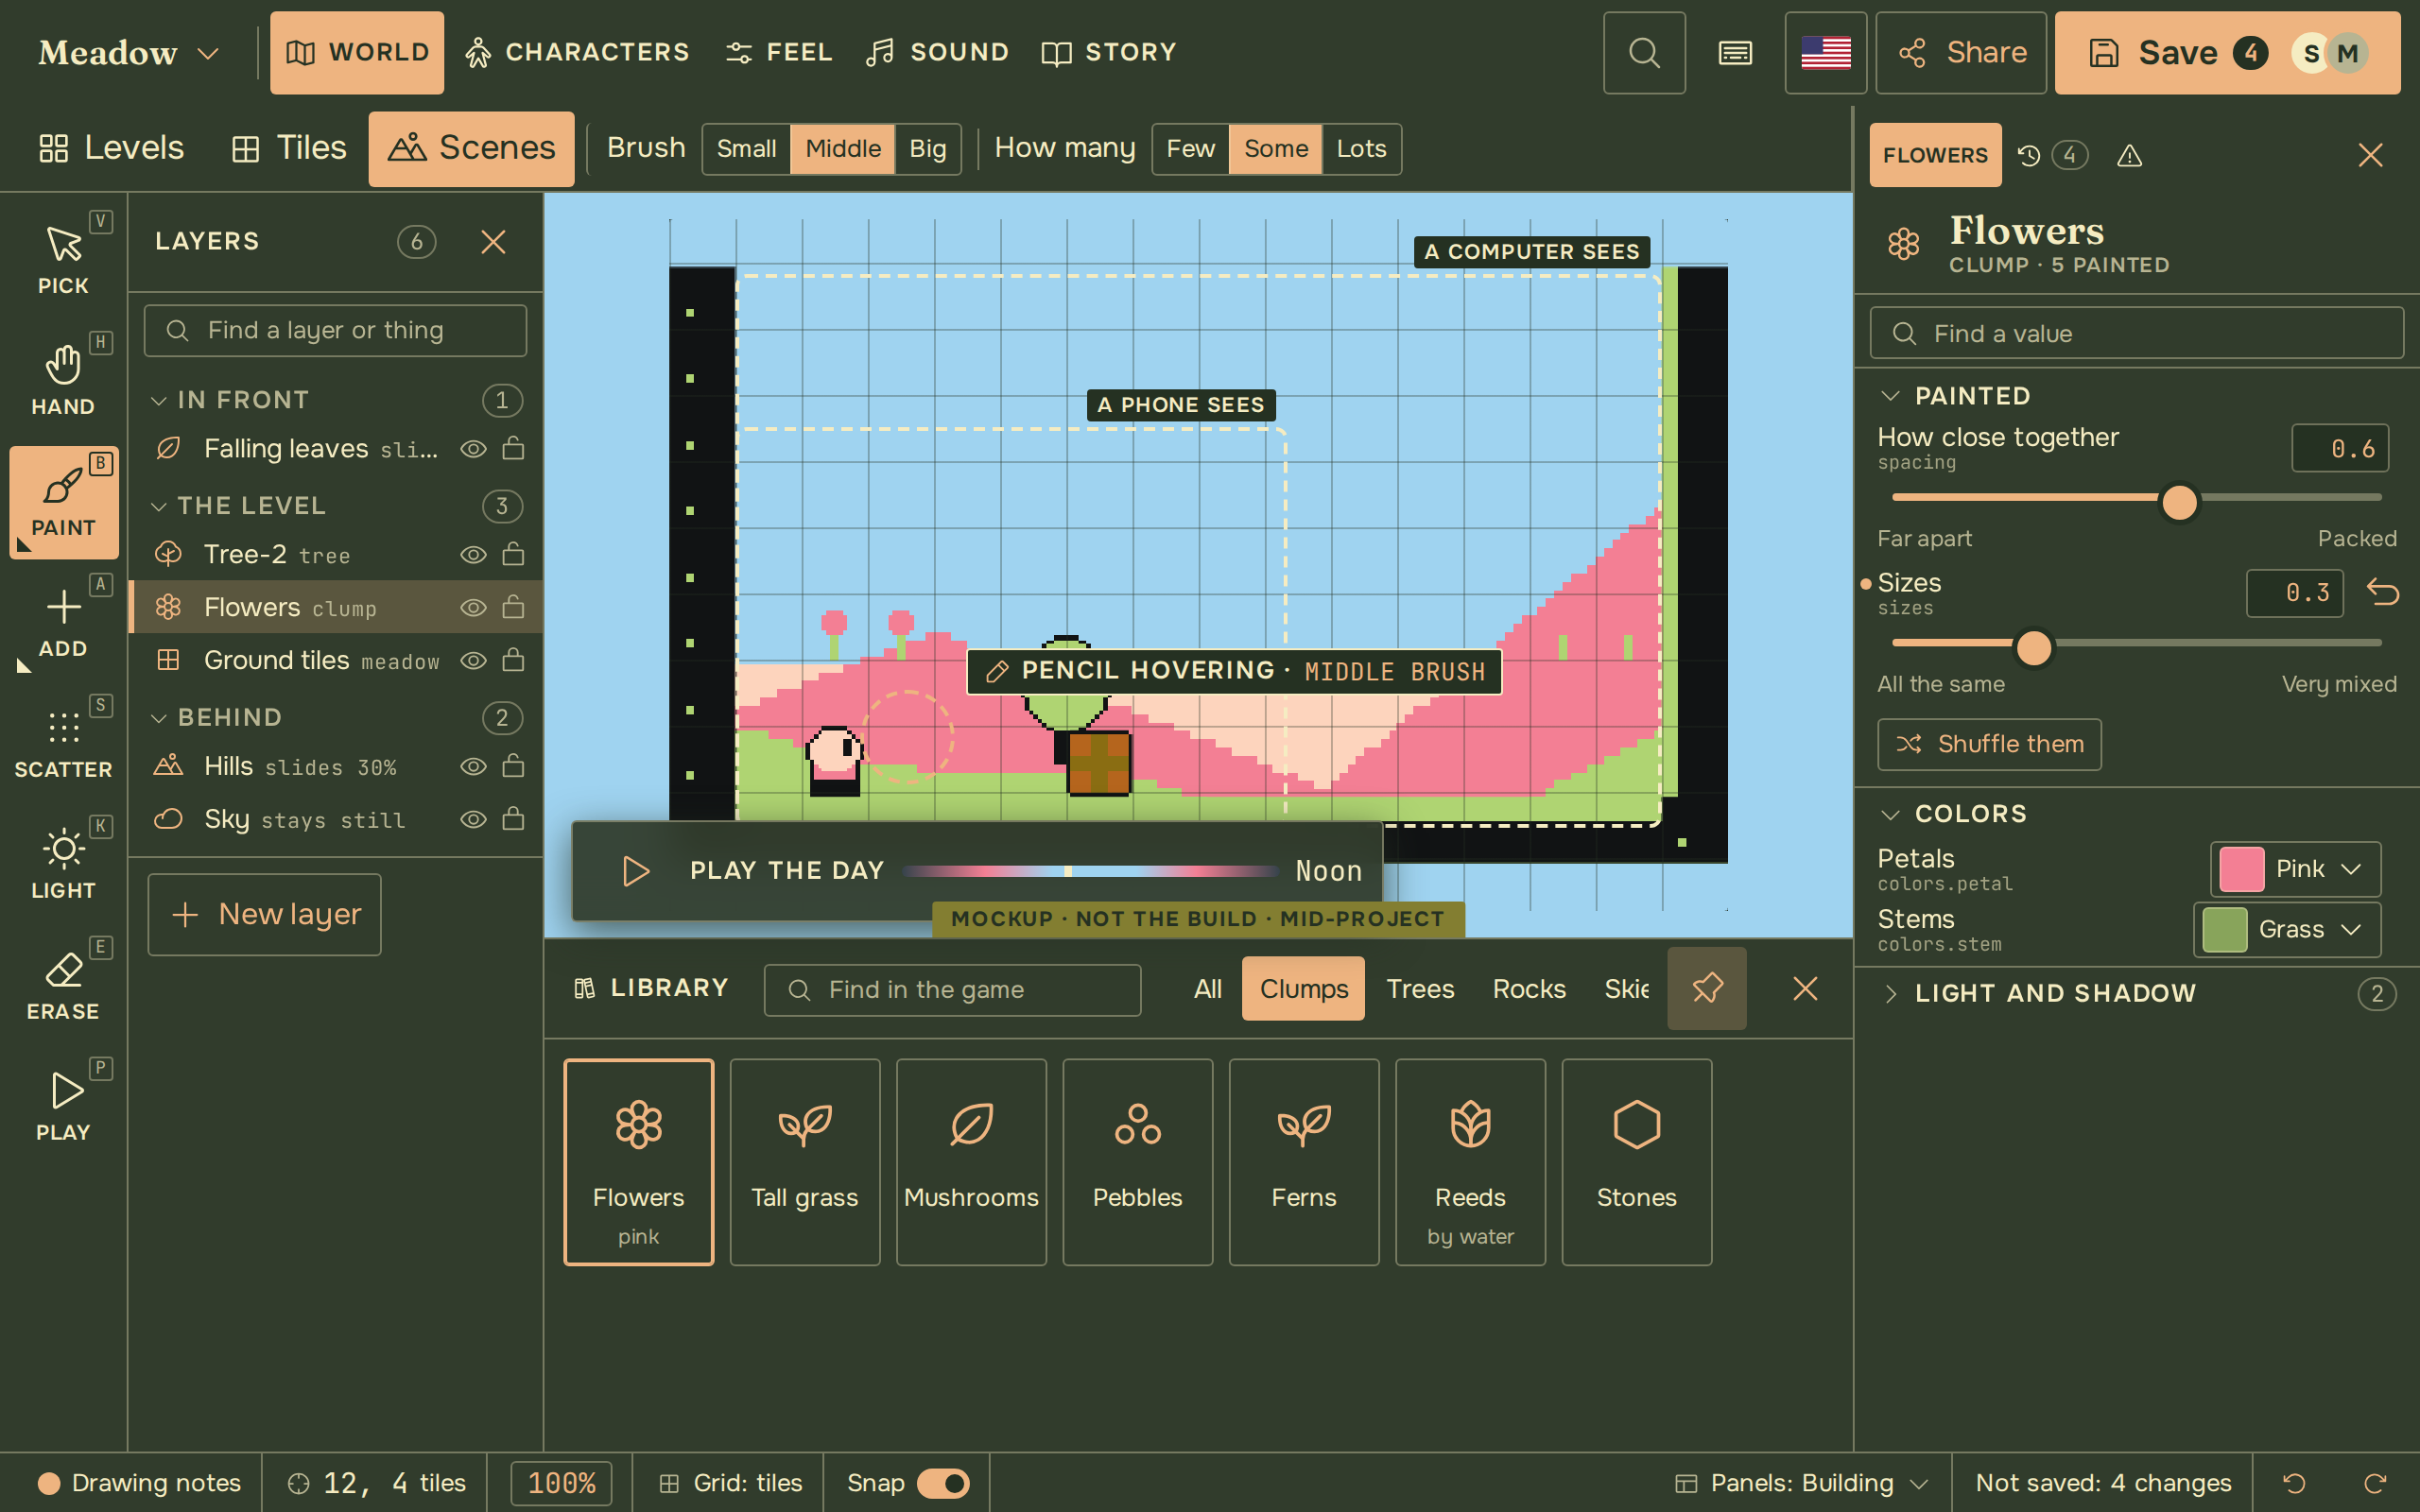 Meadow
WORLD
CHARACTERS
FEEL
SOUND
STORY
Share
Save 4
S
M
Levels
Tiles
Scenes
Brush
Small
Middle
Big
How many
Few
Some
Lots
FLOWERS
4
V
PICK
H
HAND
B
PAINT
A
ADD
S
SCATTER
K
LIGHT
E
ERASE
P
PLAY
LAYERS
6
Find a layer or thing
IN FRONT
1
Falling leaves sli...
THE LEVEL
3
Tree-2 tree
Flowers clump
Ground tiles meadow
BEHIND
2
Hills slides 30%
Sky stays still
New layer
A COMPUTER SEES
A PHONE SEES
PENCIL HOVERING · MIDDLE BRUSH
PLAY THE DAY
Noon
MOCKUP · NOT THE BUILD · MID-PROJECT
LIBRARY
Find in the game
All
Clumps
Trees
Rocks
Skie
Flowers
pink
Tall grass
Mushrooms
Pebbles
Ferns
Reeds
by water
Stones
Flowers
CLUMP · 5 PAINTED
Find a value
PAINTED
How close together
spacing
0.6
Far apart
Packed
Sizes
sizes
0.3
All the same
Very mixed
Shuffle them
COLORS
Petals
colors.petal
Pink
Stems
colors.stem
Grass
LIGHT AND SHADOW
2
Drawing notes
12, 4 tiles
100%
Grid: tiles
Snap
Panels: Building
Not saved: 4 changes